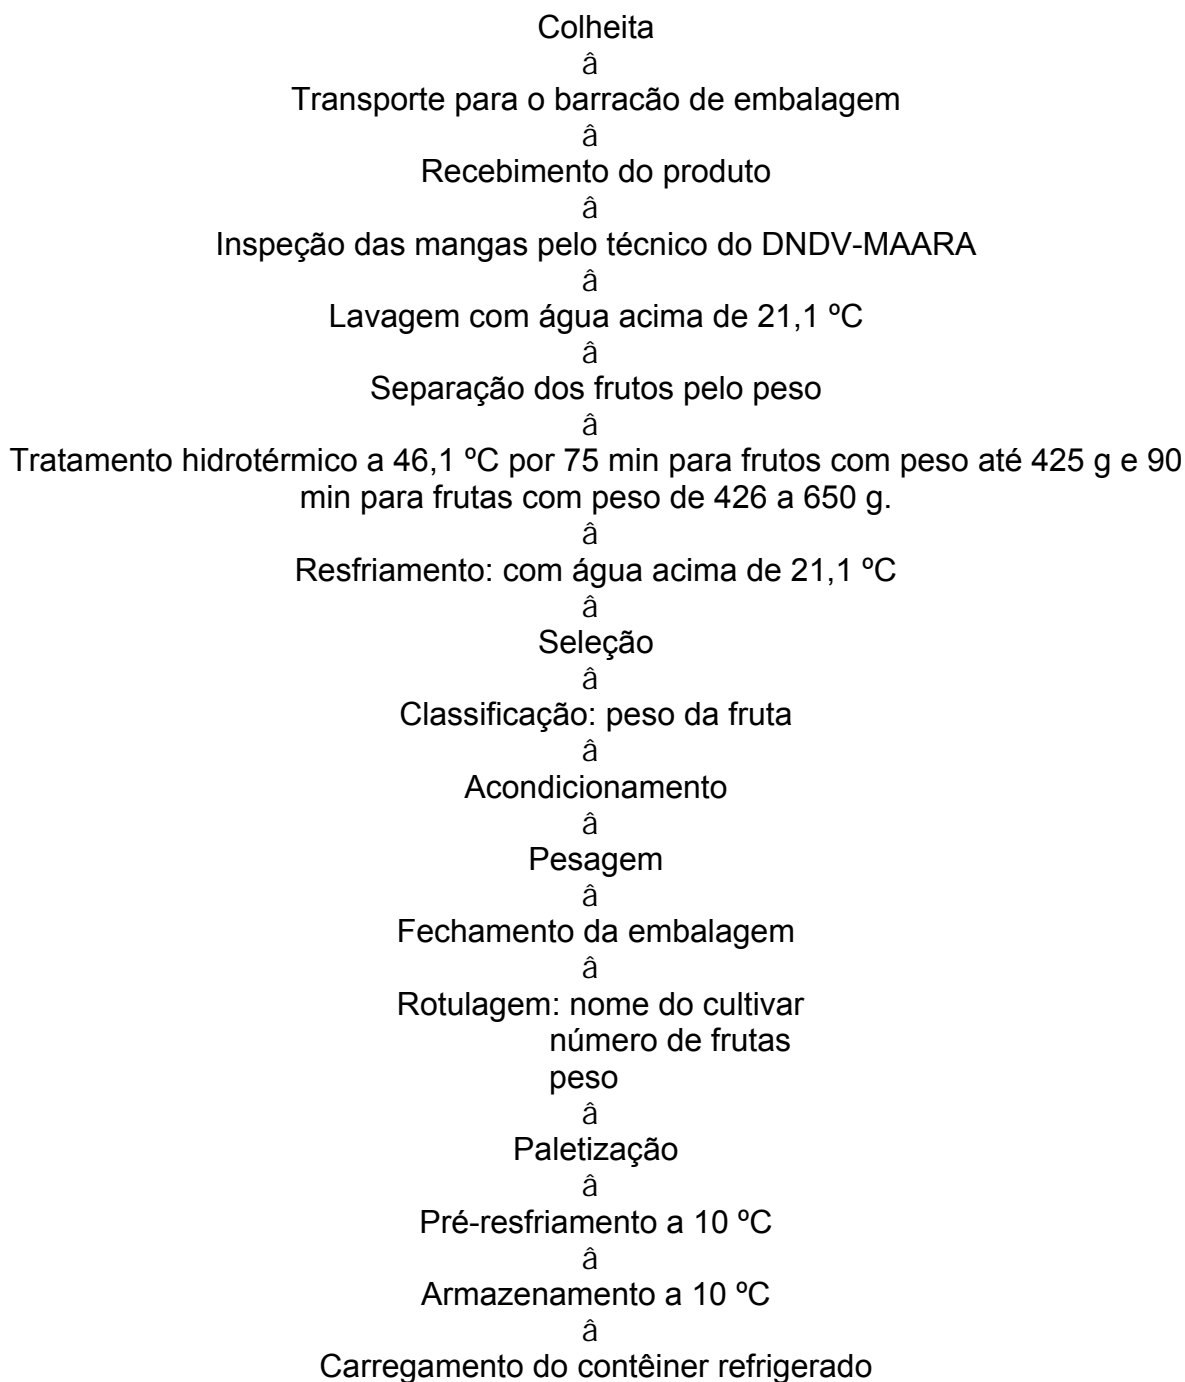 Colheita
â
Transporte para o barracão de embalagem
â
Recebimento do produto
â
Inspeção das mangas pelo técnico do DNDV-MAARA
â
Lavagem com água acima de 21,1 ºC
â
Separação dos frutos pelo peso
â
Tratamento hidrotérmico a 46,1 ºC por 75 min para frutos com peso até 425 g e 90
min para frutas com peso de 426 a 650 g.
â
Resfriamento: com água acima de 21,1 ºC
â
Seleção
â
Classificação: peso da fruta
â
Acondicionamento
â
Pesagem
â
Fechamento da embalagem
â
Rotulagem: nome do cultivar
número de frutas
peso
â
Paletização
â
Pré-resfriamento a 10 ºC
â
Armazenamento a 10 ºC
â
Carregamento do contêiner refrigerado